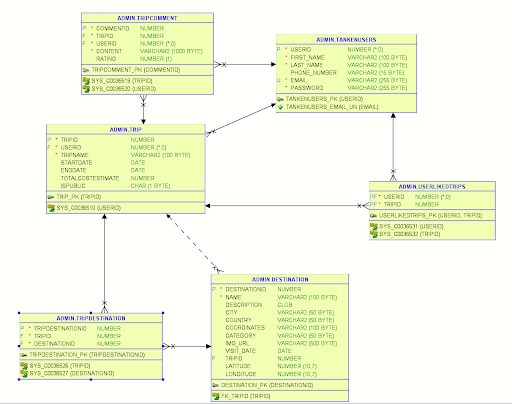 ADMIN.TRIPCOMMENT
P * COMMENTID NUMBER
F * TRIPID NUMBER
F * USERID NUMBER (*,0)
* CONTENT VARCHAR2 (1000 BYTE)
RATING NUMBER (1)
TRIPCOMMENT_PK (COMMENTID)
SYS_C0036519 (TRIPID)
SYS_C0036520 (USERID)
ADMIN.TANKENUSERS
P * USERID NUMBER (*,0)
* FIRST_NAME VARCHAR2 (100 BYTE)
* LAST_NAME VARCHAR2 (100 BYTE)
PHONE_NUMBER VARCHAR2 (15 BYTE)
U * EMAIL VARCHAR2 (255 BYTE)
* PASSWORD VARCHAR2 (255 BYTE)
TANKENUSERS_PK (USERID)
TANKENUSERS_EMAIL_UN (EMAIL)
ADMIN.TRIP
P * TRIPID NUMBER
F * USERID NUMBER (*,0)
* TRIPNAME VARCHAR2 (100 BYTE)
STARTDATE DATE
ENDDATE DATE
TOTALCOSTESTIMATE NUMBER
ISPUBLIC CHAR (1 BYTE)
TRIP_PK (TRIPID)
SYS_C0036510 (USERID)
ADMIN.USERLIKEDTRIPS
PF * USERID NUMBER (*,0)
PF * TRIPID NUMBER
USERLIKEDTRIPS_PK (USERID, TRIPID)
SYS_C0036531 (USERID)
SYS_C0036532 (TRIPID)
ADMIN.DESTINATION
P * DESTINATIONID NUMBER
* NAME VARCHAR2 (100 BYTE)
DESCRIPTION CLOB
CITY VARCHAR2 (50 BYTE)
COUNTRY VARCHAR2 (50 BYTE)
COORDINATES VARCHAR2 (100 BYTE)
CATEGORY VARCHAR2 (50 BYTE)
IMG_URL VARCHAR2 (500 BYTE)
VISIT_DATE DATE
F TRIPID NUMBER
LATITUDE NUMBER (10,7)
LONGITUDE NUMBER (10,7)
DESTINATION_PK (DESTINATIONID)
FK_TRIPID (TRIPID)
ADMIN.TRIPDESTINATION
P * TRIPDESTINATIONID NUMBER
F * TRIPID NUMBER
F * DESTINATIONID NUMBER
TRIPDESTINATION_PK (TRIPDESTINATIONID)
SYS_C0036526 (TRIPID)
SYS_C0036527 (DESTINATIONID)